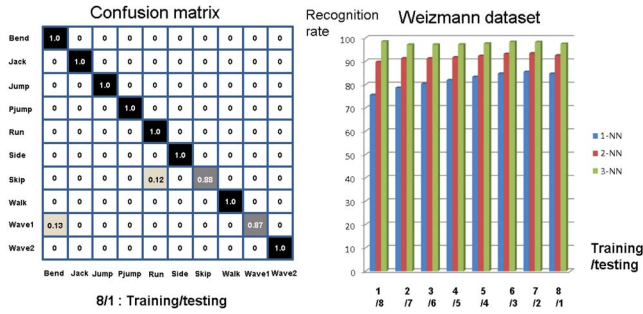 Confusion matrix
Bend 1.0 0 0 0 0 0 0 0 0 0
Jack 0 1.0 0 0 0 0 0 0 0 0
Jump 0 0 1.0 0 0 0 0 0 0 0
Pjump 0 0 0 1.0 0 0 0 0 0 0
Run 0 0 0 0 1.0 0 0 0 0 0
Side 0 0 0 0 0 1.0 0 0 0 0
Skip 0 0 0 0 0.12 0 0.88 0 0 0
Walk 0 0 0 0 0 0 0 1.0 0 0
Wave1 0.13 0 0 0 0 0 0 0 0.87 0
Wave2 0 0 0 0 0 0 0 0 0 1.0
Bend Jack Jump Pjump Run Side Skip Walk Wave1 Wave2
8/1 : Training/testing
Recognition
rate
Weizmann dataset
100
90
80
70
60
50
40
30
20
10
0
1-NN
2-NN
3-NN
Training
/testing
1 2 3 4 5 6 7 8
/8 /7 /6 /5 /4 /3 /2 /1